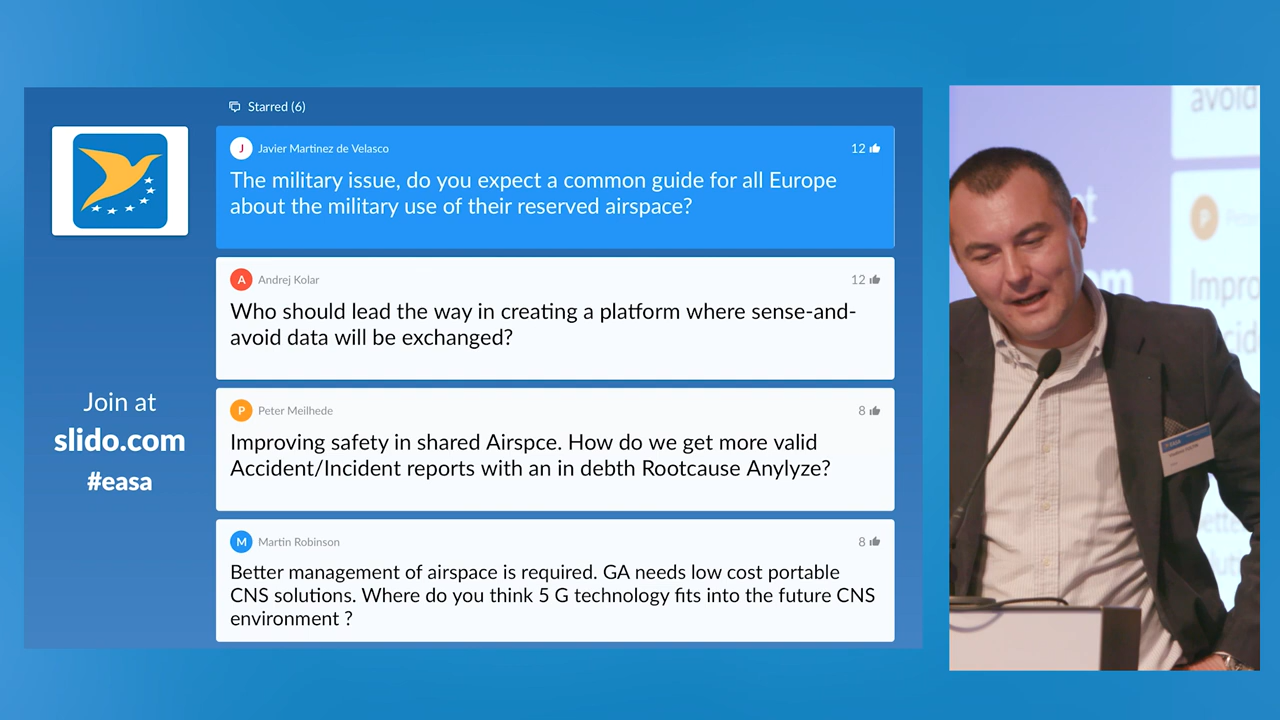 Starred (6)
J
Javier Martinez de Velasco
12
The military issue, do you expect a common guide for all Europe
about the military use of their reserved airspace?
A
Andrej Kolar
12
Who should lead the way in creating a platform where sense-and-
avoid data will be exchanged?
P
Peter Meilhede
8
Improving safety in shared Airspce. How do we get more valid
Accident/Incident reports with an in debth Rootcause Anylyze?
M
Martin Robinson
8
Better management of airspace is required. GA needs low cost portable
CNS solutions. Where do you think 5 G technology fits into the future CNS
environment ?
Join at
slido.com
#easa
avoid
P
Peter
Impro